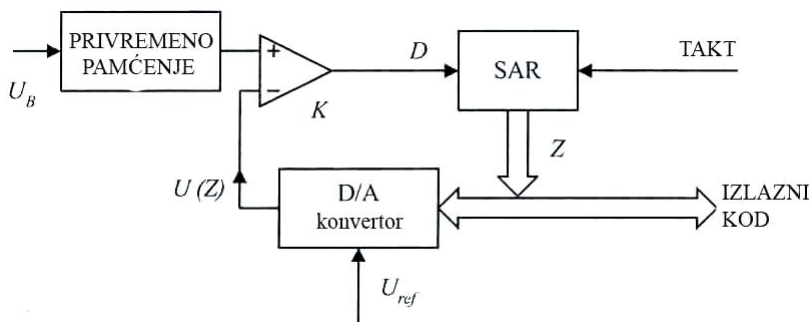 PRIVREMENO
PAMĆENJE
U_B
+
−
K
D
SAR
TAKT
Z
U (Z)
D/A
konvertor
IZLAZNI
KOD
U_ref